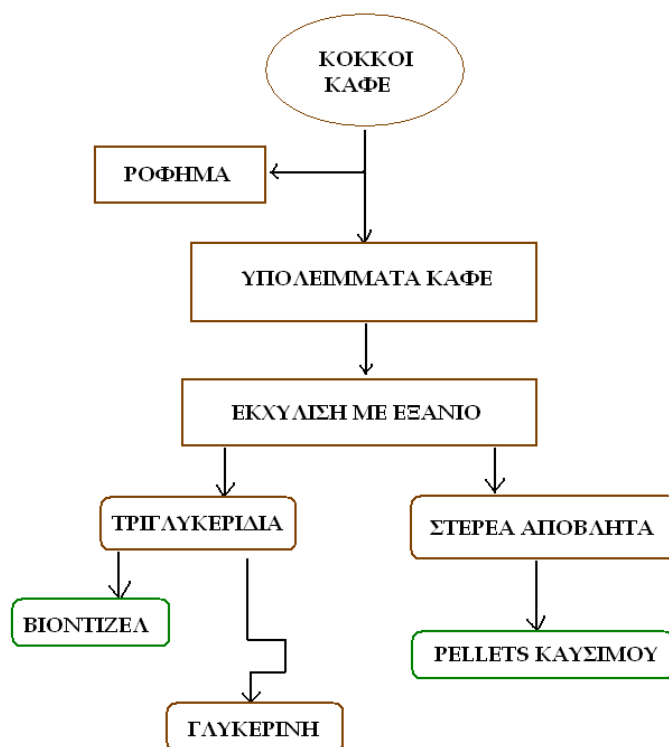 ΚΟΚΚΟΙ
ΚΑΦΕ
ΡΟΦΗΜΑ
ΥΠΟΛΕΙΜΜΑΤΑ ΚΑΦΕ
ΕΚΧΥΛΙΣΗ ΜΕ ΕΞΑΝΙΟ
ΤΡΙΓΛΥΚΕΡΙΔΙΑ
ΣΤΕΡΕΑ ΑΠΟΒΛΗΤΑ
ΒΙΟΝΤΙΖΕΛ
PELLETS ΚΑΥΣΙΜΟΥ
ΓΛΥΚΕΡΙΝΗ